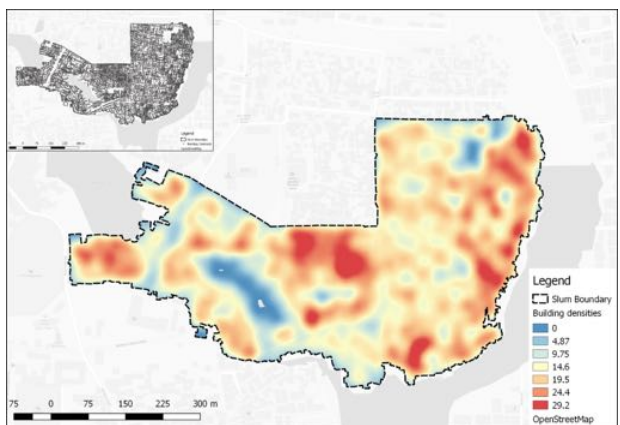 Legend
Legend
Slum Boundary
Building densities
0
4.87
9.75
14.6
19.5
24.4
29.2
OpenStreetMap
75 0 75 150 225 300 m